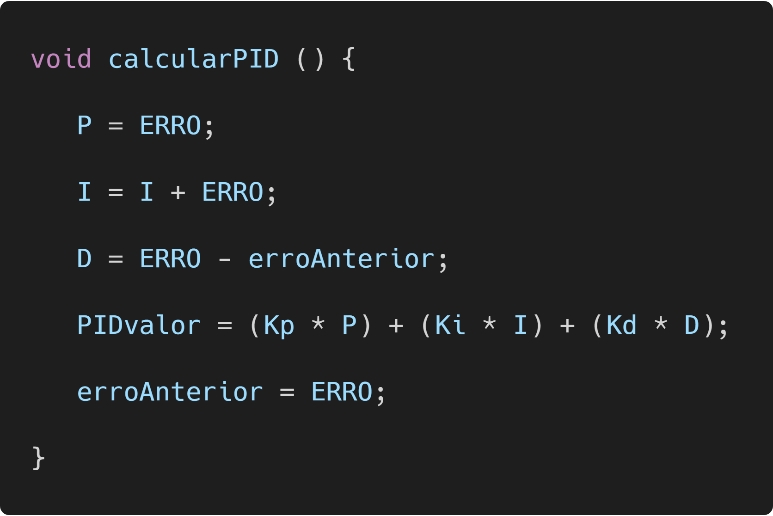 void calcularPID () {
P = ERRO;
I = I + ERRO;
D = ERRO - erroAnterior;
PIDvalor = (Kp * P) + (Ki * I) + (Kd * D);
erroAnterior = ERRO;
}